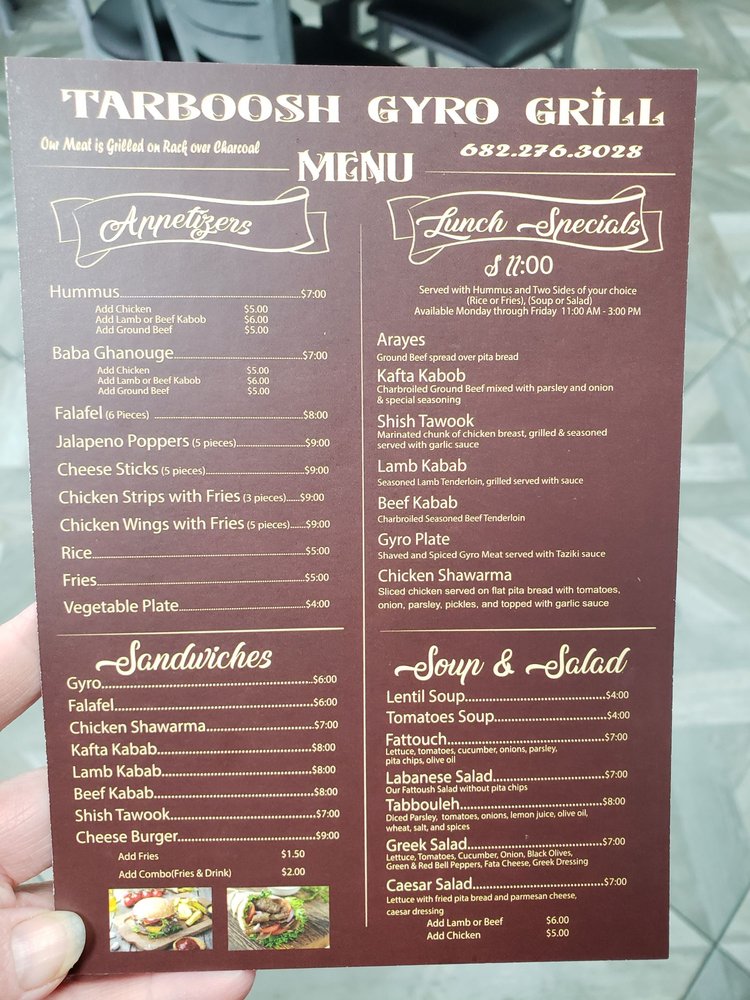 TARBOOSH GYRO GRILL
Our Meat is Grilled on Rack over Charcoal
682.276.3028
MENU
Appetizers
Hummus $7:00
Add Chicken $5.00
Add Lamb or Beef Kabob $6.00
Add Ground Beef $5.00
Baba Ghanouge $7:00
Add Chicken $5.00
Add Lamb or Beef Kabab $6.00
Add Ground Beef $5.00
Falafel (6 Pieces) $8:00
Jalapeno Poppers (5 pieces) $9:00
Cheese Sticks (5 pieces) $9:00
Chicken Strips with Fries (3 pieces) $9:00
Chicken Wings with Fries (5 pieces) $9:00
Rice $5:00
Fries $5:00
Vegetable Plate $4:00
Sandwiches
Gyro $6:00
Falafel $6:00
Chicken Shawarma $7:00
Kafta Kabab $8:00
Lamb Kabab $8:00
Beef Kabab $8:00
Shish Tawook $7:00
Cheese Burger $9:00
Add Fries $1.50
Add Combo(Fries & Drink) $2.00
Lunch Specials
$ 11:00
Served with Hummus and Two Sides of your choice
(Rice or Fries), (Soup or Salad)
Available Monday through Friday 11:00 AM - 3:00 PM
Arayes
Ground Beef spread over pita bread
Kafta Kabob
Charbroiled Ground Beef mixed with parsley and onion
& special seasoning
Shish Tawook
Marinated chunk of chicken breast, grilled & seasoned
served with garlic sauce
Lamb Kabab
Seasoned Lamb Tenderloin, grilled served with sauce
Beef Kabab
Charbroiled Seasoned Beef Tenderloin
Gyro Plate
Shaved and Spiced Gyro Meat served with Taziki sauce
Chicken Shawarma
Sliced chicken served on flat pita bread with tomatoes,
onion, parsley, pickles, and topped with garlic sauce
Soup & Salad
Lentil Soup $4:00
Tomatoes Soup $4:00
Fattouch $7:00
Lettuce, tomatoes, cucumber, onions, parsley,
pita chips, olive oil
Labanese Salad $7:00
Our Fattoush Salad without pita chips
Tabbouleh $8:00
Diced Parsley, tomatoes, onions, lemon juice, olive oil,
wheat, salt, and spices
Greek Salad $7:00
Lettuce, Tomatoes, Cucumber, Onion, Black Olives,
Green & Red Bell Peppers, Fata Cheese, Greek Dressing
Caesar Salad $7:00
Lettuce with fried pita bread and parmesan cheese,
caesar dressing
Add Lamb or Beef $6.00
Add Chicken $5.00